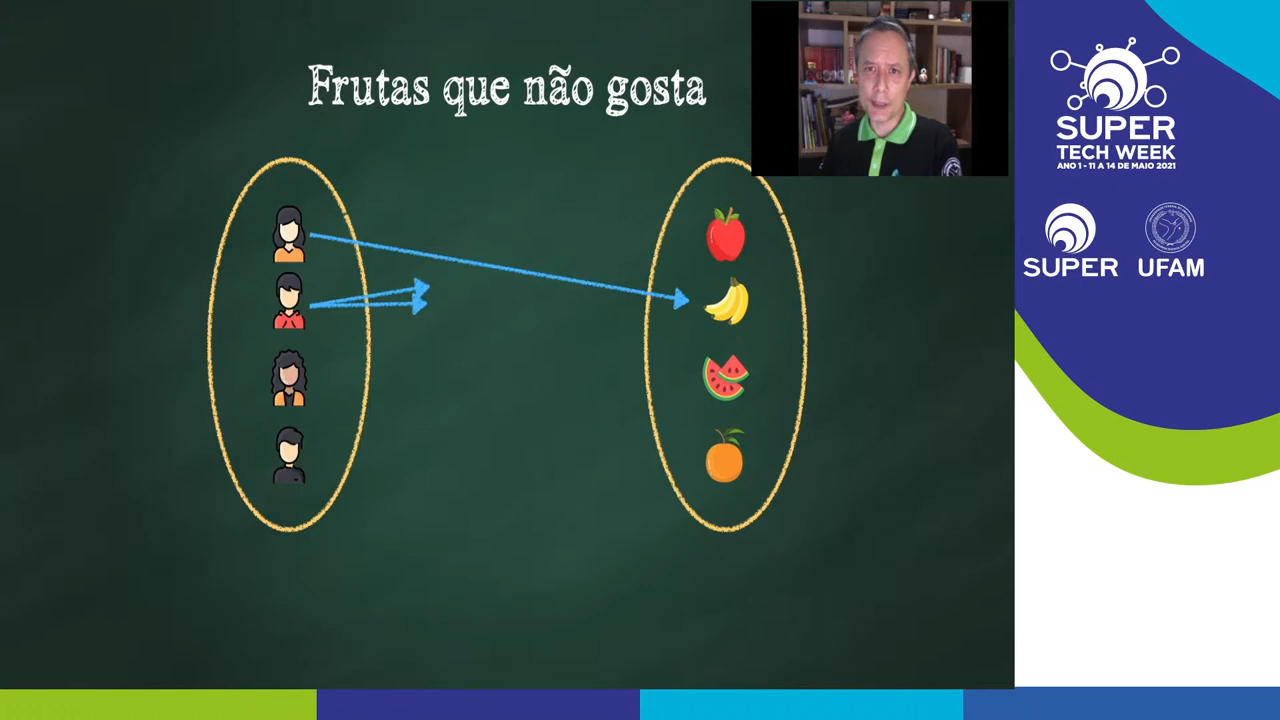 Frutas que não gosta
SUPER
TECH WEEK
ANO 1 - 11 A 14 DE MAIO 2021
SUPER
UFAM